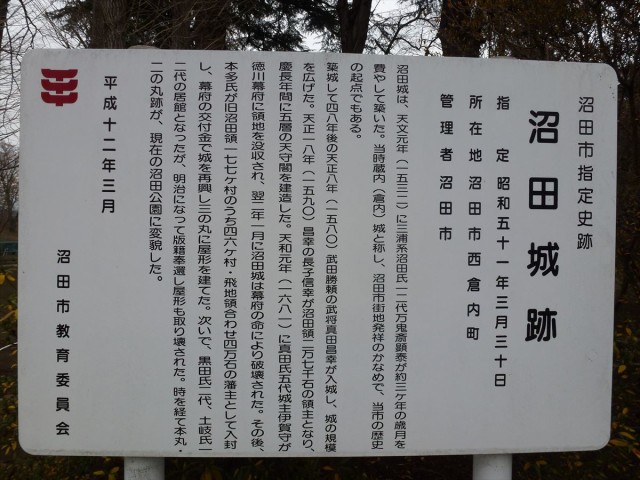 沼田市指定史跡
沼田城跡
指定 昭和五十一年三月三十日
所在地 沼田市西倉内町
管理者 沼田市
沼田城は、天文元年(一五三二)に三浦系沼田氏一二代万鬼斎顕泰が約三ケ年の歳月を
費やして築いた。当時蔵内(倉内)城と称し、沼田市街地発祥のかなめで、当市の歴史
の起点でもある。
築城して四八年後の天正八年(一五八〇)武田勝頼の武将真田昌幸が入城し、城の規模
を広げた。天正一八年(一五九〇)昌幸の長子信幸が沼田領二万七千石の領主となり、
慶長年間に五層の天守閣を建造した。天和元年(一六八一)に真田氏五代城主伊賀守が
徳川幕府に領地を没収され、翌二年一月に沼田城は幕府の命により破壊された。その後、
本多氏が旧沼田領一七七ケ村のうち四六ケ村・飛地領合わせ四万石の藩主として入封
し、幕府の交付金で城を再興し三の丸に屋形を建てた。次いで、黒田氏二代、土岐氏一
二代の居館となったが、明治になって版籍奉還し屋形も取り壊された。時を経て本丸・
二の丸跡が、現在の沼田公園に変貌した。
平成十二年三月
沼田市教育委員会